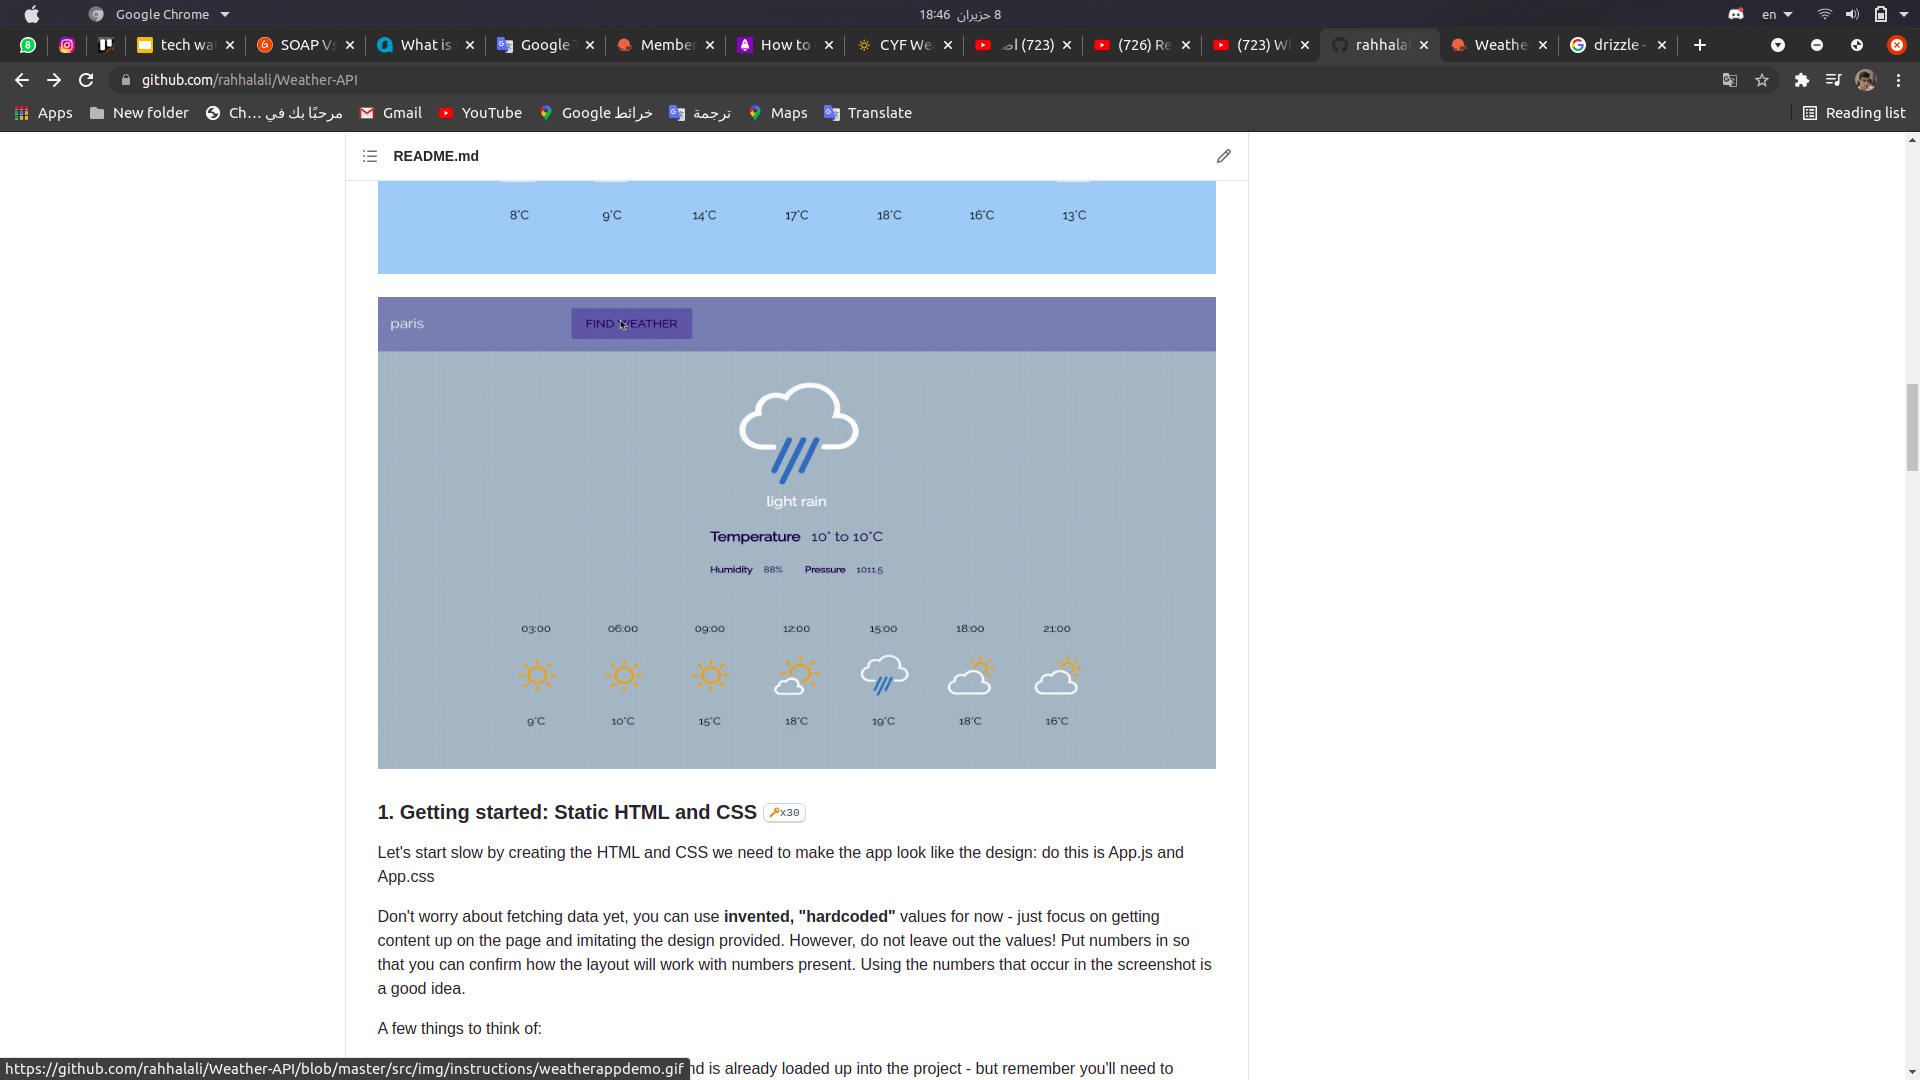 Google Chrome
8 حزيران 18:46
en
tech wa
SOAP Vs
What is
Google T
Member
How to
CYF We
(723)
(726) Re
(723) Wh
rahhalal
Weathe
drizzle -
github.com/rahhalali/Weather-API
Apps
New folder
مرحبًا بك في ...Ch
Gmail
YouTube
خرائط Google
ترجمة
Maps
Translate
Reading list
README.md
8°C 9°C 14°C 17°C 18°C 16°C 13°C
paris
FIND WEATHER
light rain
Temperature 10° to 10°C
Humidity 88% Pressure 1011.5
03:00 06:00 09:00 12:00 15:00 18:00 21:00
9°C 10°C 15°C 18°C 19°C 18°C 16°C
1. Getting started: Static HTML and CSS x30
Let's start slow by creating the HTML and CSS we need to make the app look like the design: do this is App.js and
App.css
Don't worry about fetching data yet, you can use invented, "hardcoded" values for now - just focus on getting
content up on the page and imitating the design provided. However, do not leave out the values! Put numbers in so
that you can confirm how the layout will work with numbers present. Using the numbers that occur in the screenshot is
a good idea.
A few things to think of:
nd is already loaded up into the project - but remember you'll need to
https://github.com/rahhalali/Weather-API/blob/master/src/img/instructions/weatherappdemo.gif